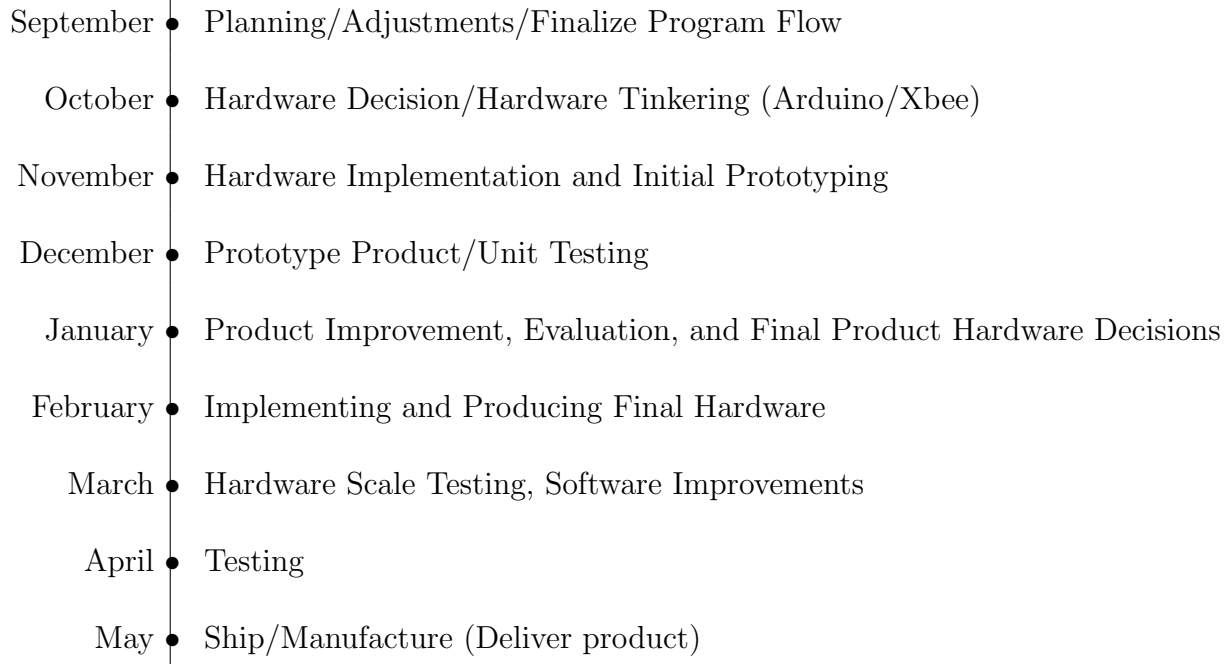 September Planning/Adjustments/Finalize Program Flow
October Hardware Decision/Hardware Tinkering (Arduino/Xbee)
November Hardware Implementation and Initial Prototyping
December Prototype Product/Unit Testing
January Product Improvement, Evaluation, and Final Product Hardware Decisions
February Implementing and Producing Final Hardware
March Hardware Scale Testing, Software Improvements
April Testing
May Ship/Manufacture (Deliver product)